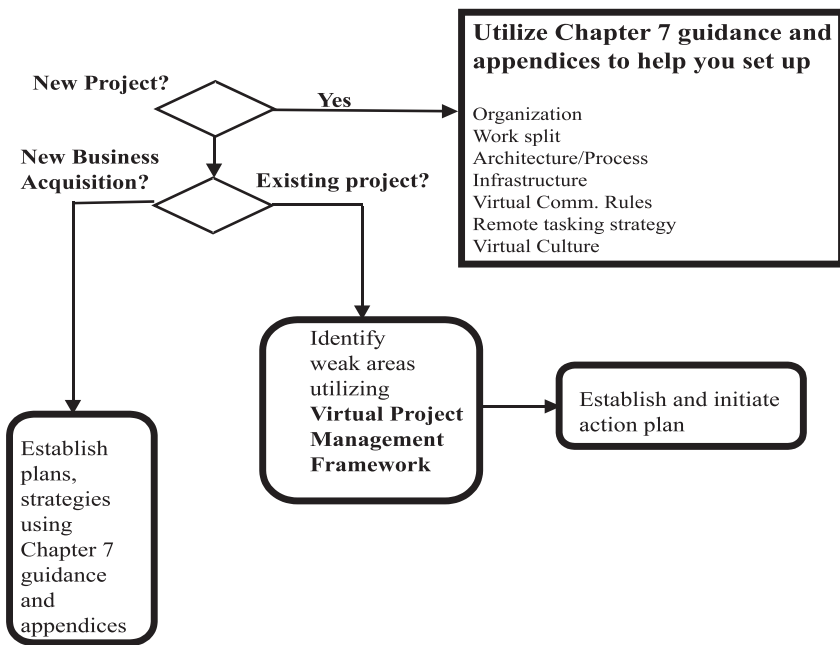 New Project?
Yes
Utilize Chapter 7 guidance and
appendices to help you set up
Organization
Work split
Architecture/Process
Infrastructure
Virtual Comm. Rules
Remote tasking strategy
Virtual Culture
New Business
Acquisition?
Existing project?
Identify
weak areas
utilizing
Virtual Project
Management
Framework
Establish and initiate
action plan
Establish
plans,
strategies
using
Chapter 7
guidance
and
appendices